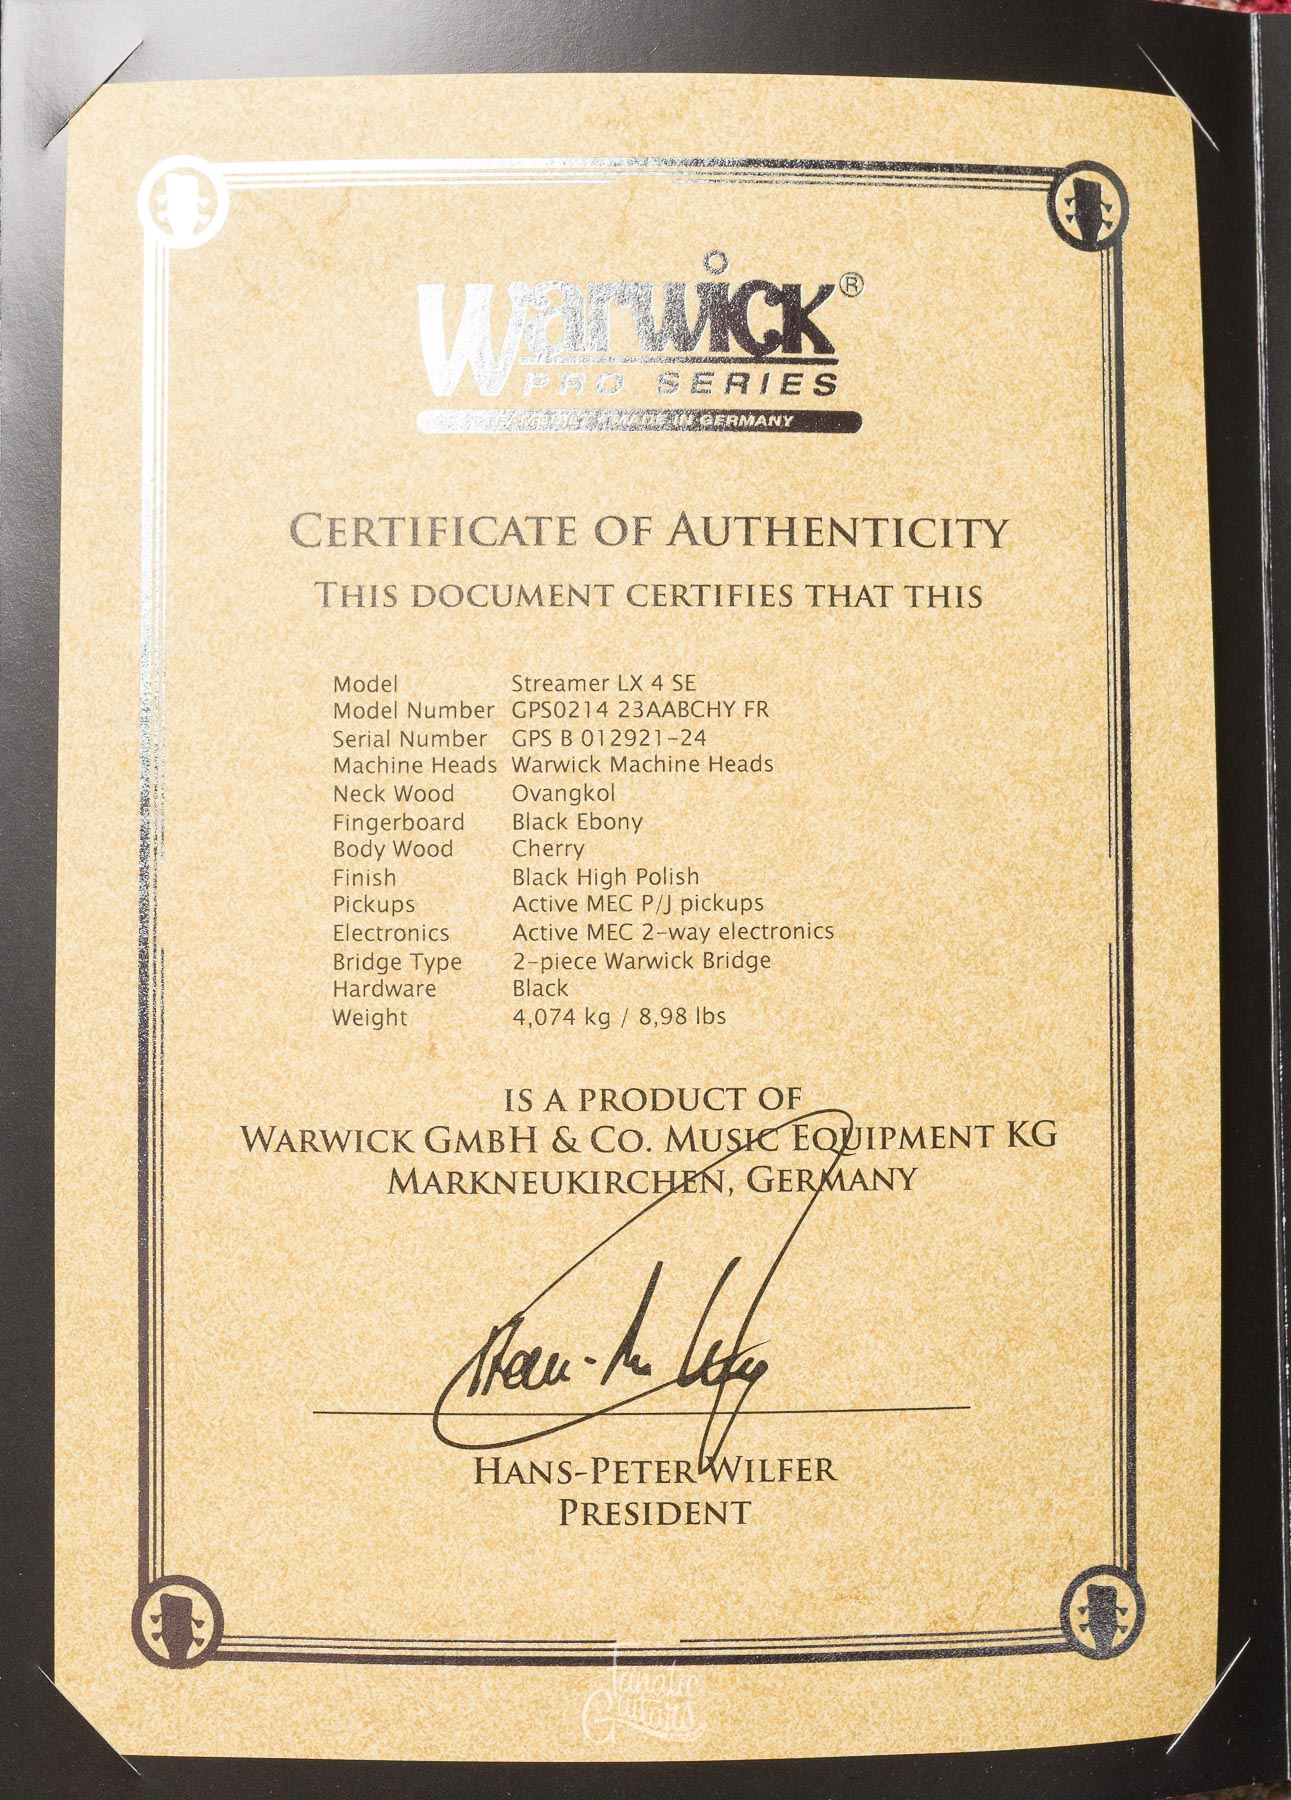 Warwick®
PRO SERIES
TEAMBUILT / MADE IN GERMANY
CERTIFICATE OF AUTHENTICITY
THIS DOCUMENT CERTIFIES THAT THIS
Model Streamer LX 4 SE
Model Number GPS0214 23AABCHY FR
Serial Number GPS B 012921-24
Machine Heads Warwick Machine Heads
Neck Wood Ovangkol
Fingerboard Black Ebony
Body Wood Cherry
Finish Black High Polish
Pickups Active MEC P/J pickups
Electronics Active MEC 2-way electronics
Bridge Type 2-piece Warwick Bridge
Hardware Black
Weight 4,074 kg / 8,98 lbs
IS A PRODUCT OF
WARWICK GMBH & CO. MUSIC EQUIPMENT KG
MARKNEUKIRCHEN, GERMANY
HANS-PETER WILFER
PRESIDENT
fanatic
Guitars